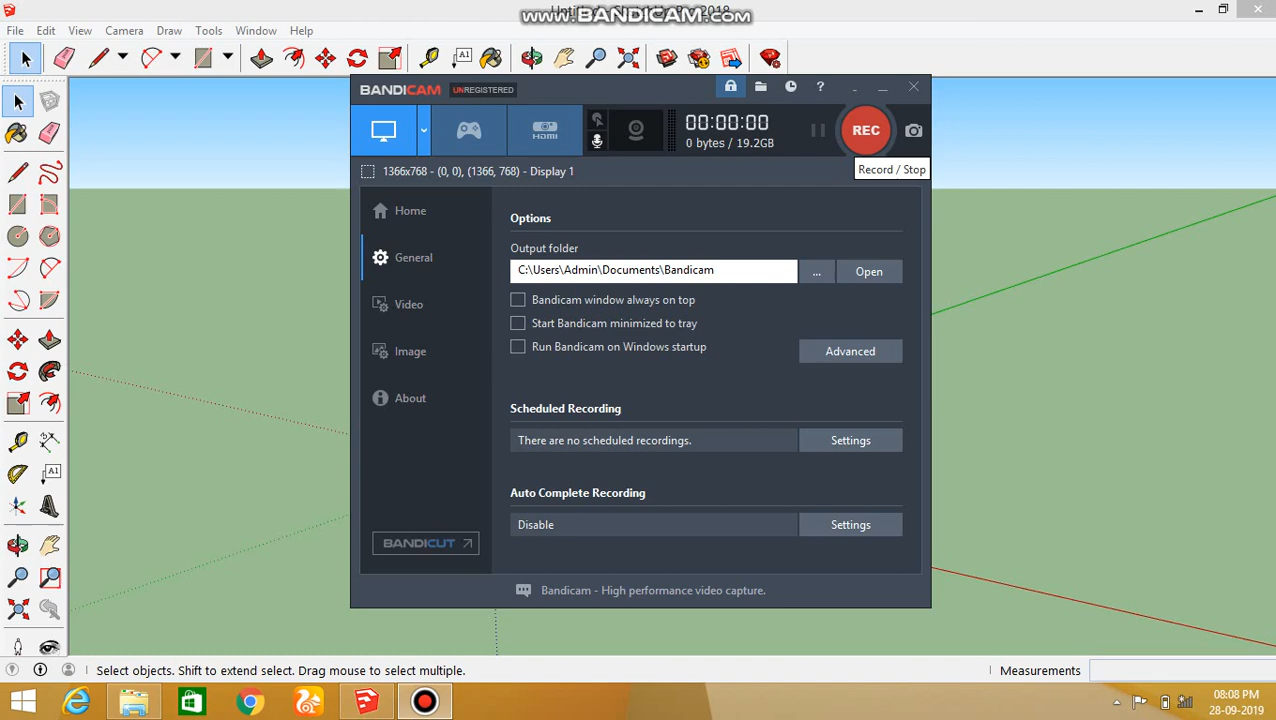 www.BANDICAM.com
File Edit View Camera Draw Tools Window Help
BANDICAM UNREGISTERED
HDMI
00:00:00
0 bytes / 19.2GB
REC
Record / Stop
1366x768 - (0, 0), (1366, 768) - Display 1
Home
General
Video
Image
About
BANDICUT
Options
Output folder
C:\Users\Admin\Documents\Bandicam
...
Open
Bandicam window always on top
Start Bandicam minimized to tray
Run Bandicam on Windows startup
Advanced
Scheduled Recording
There are no scheduled recordings.
Settings
Auto Complete Recording
Disable
Settings
Bandicam - High performance video capture.
Select objects. Shift to extend select. Drag mouse to select multiple.
Measurements
08:08 PM
28-09-2019